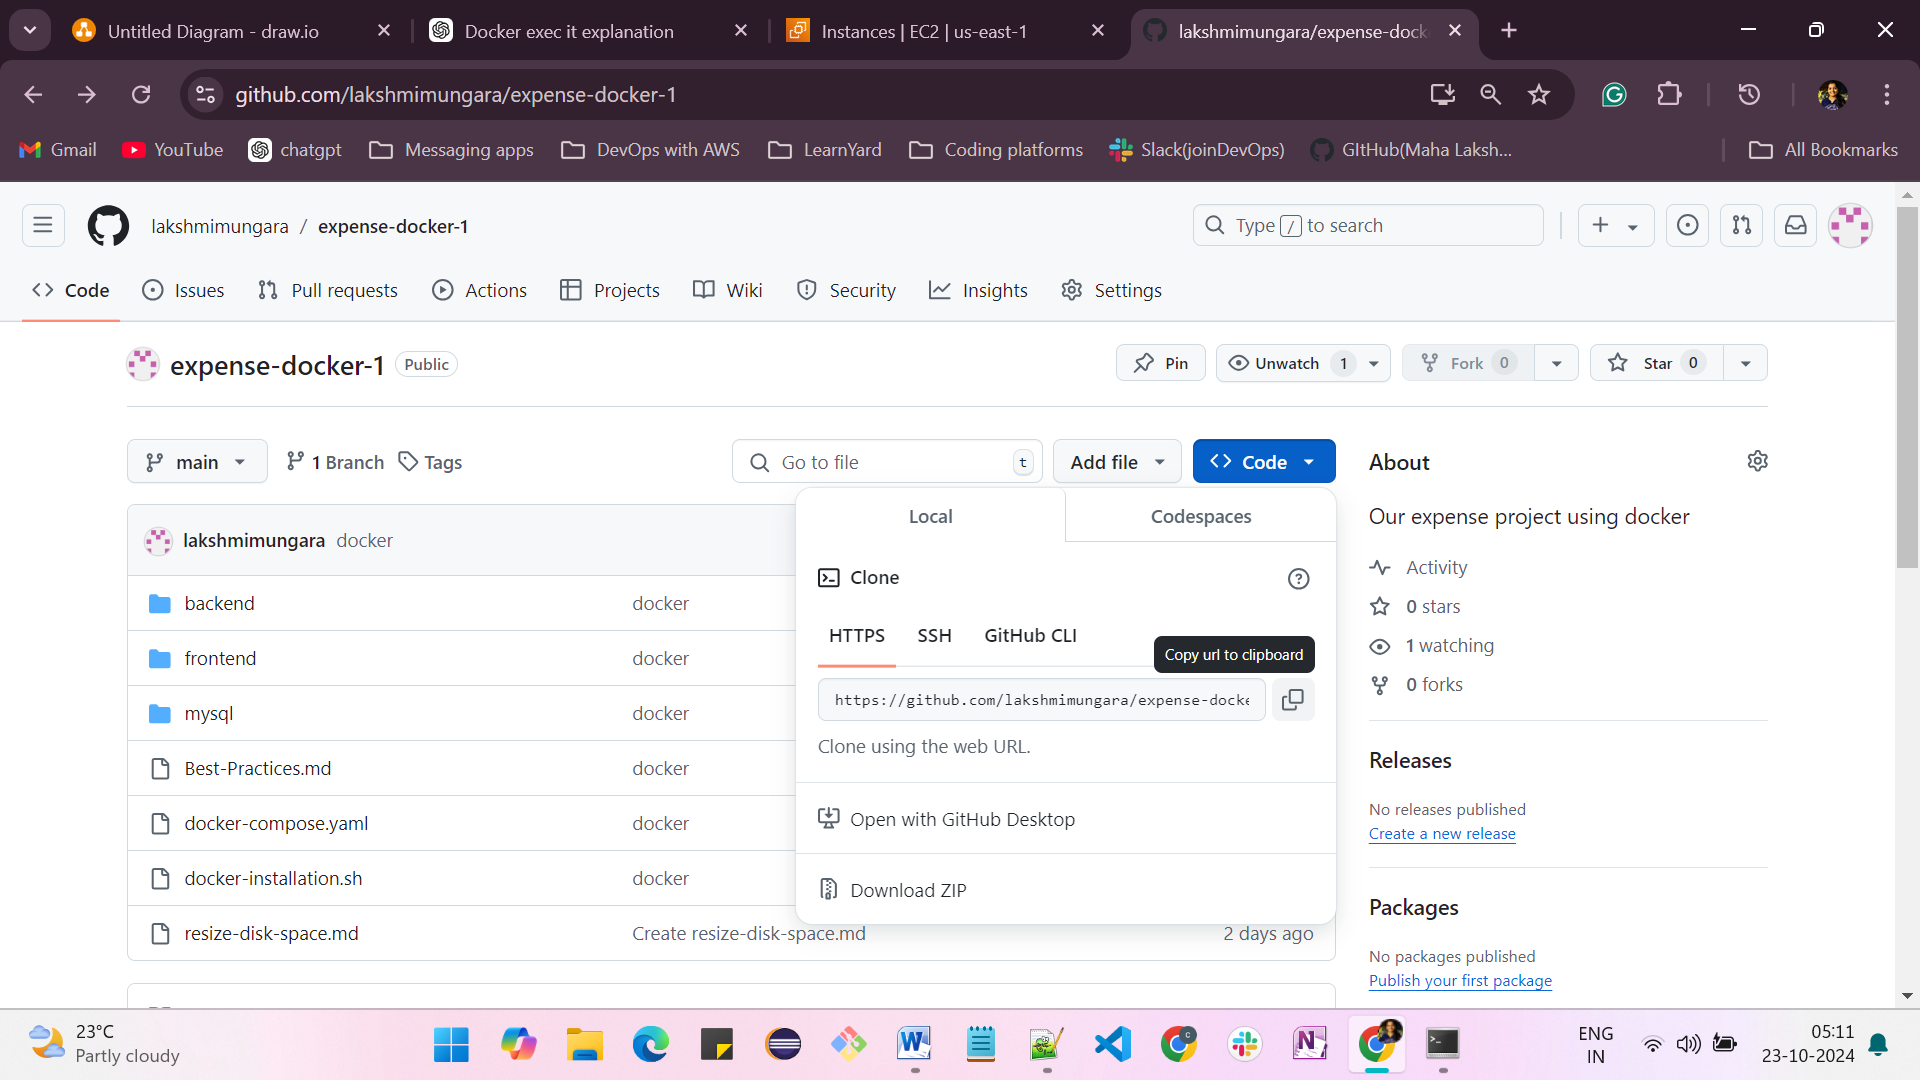 Untitled Diagram - draw.io
Docker exec it explanation
Instances | EC2 | us-east-1
lakshmimungara/expense-dock
github.com/lakshmimungara/expense-docker-1
Gmail
YouTube
chatgpt
Messaging apps
DevOps with AWS
LearnYard
Coding platforms
Slack(joinDevOps)
GItHub(Maha Laksh...
All Bookmarks
lakshmimungara / expense-docker-1
Type / to search
Code
Issues
Pull requests
Actions
Projects
Wiki
Security
Insights
Settings
expense-docker-1 Public
Pin
Unwatch 1
Fork 0
Star 0
main
1 Branch
Tags
Go to file t
Add file
Code
About
Our expense project using docker
Activity
0 stars
1 watching
0 forks
lakshmimungara docker
backend docker
frontend docker
mysql docker
Best-Practices.md docker
docker-compose.yaml docker
docker-installation.sh docker
resize-disk-space.md Create resize-disk-space.md 2 days ago
Local
Codespaces
Clone
HTTPS
SSH
GitHub CLI
Copy url to clipboard
https://github.com/lakshmimungara/expense-docke
Clone using the web URL.
Open with GitHub Desktop
Download ZIP
Releases
No releases published
Create a new release
Packages
No packages published
Publish your first package
23°C
Partly cloudy
ENG
IN
05:11
23-10-2024